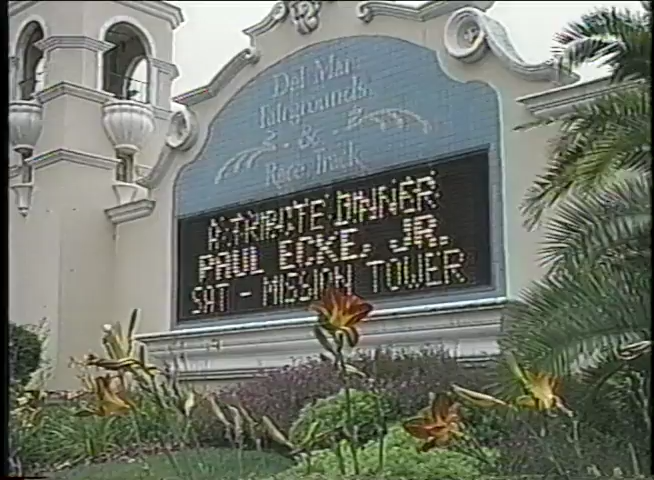 Del Mar
Fairgrounds
&
Race Track
A TRIBUTE DINNER
PAUL ECKE, JR.
SAT - MISSION TOWER